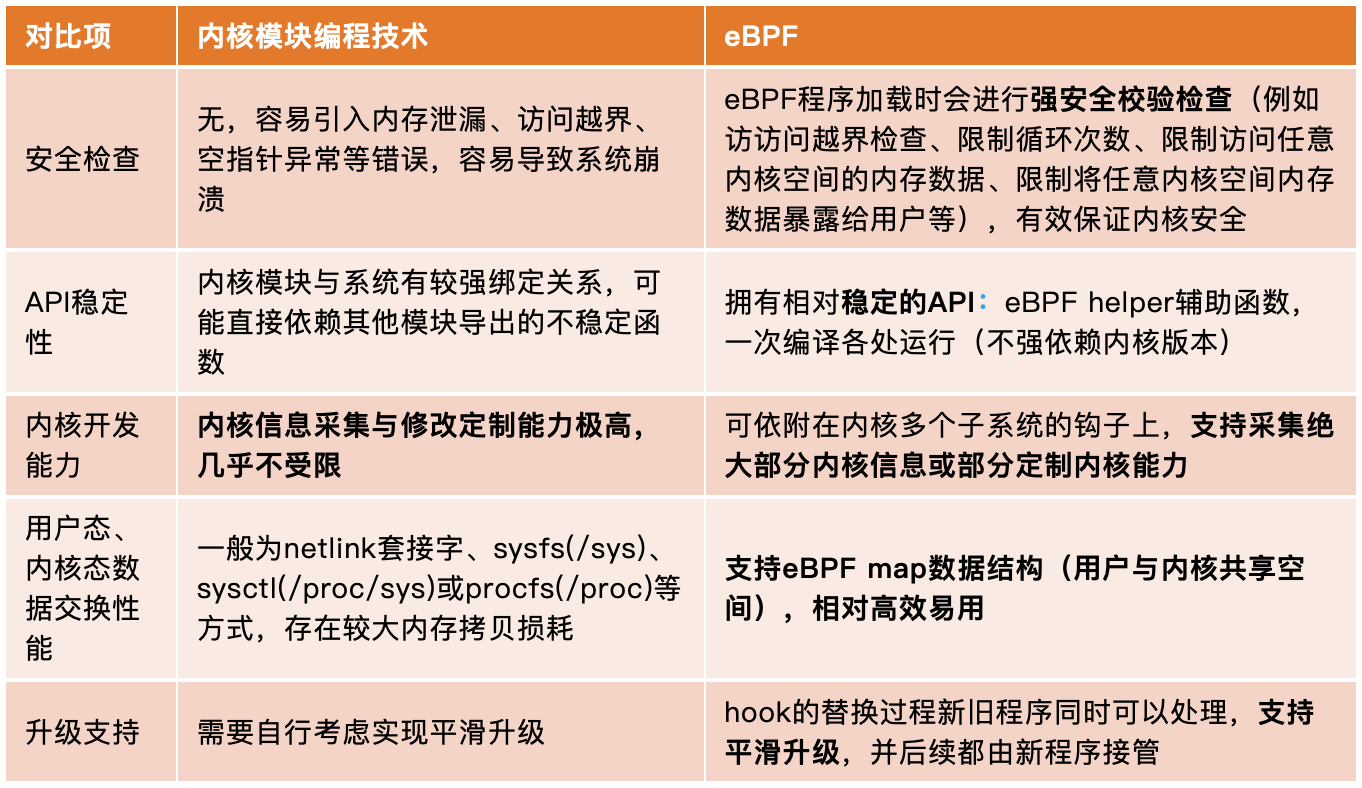 对比项
内核模块编程技术
eBPF
安全检查
无，容易引入内存泄漏、访问越界、
空指针异常等错误，容易导致系统崩
溃
eBPF程序加载时会进行强安全校验检查（例如
访访问越界检查、限制循环次数、限制访问任意
内核空间的内存数据、限制将任意内核空间内存
数据暴露给用户等），有效保证内核安全
API稳定
性
内核模块与系统有较强绑定关系，可
能直接依赖其他模块导出的不稳定函
数
拥有相对稳定的API：eBPF helper辅助函数，
一次编译各处运行（不强依赖内核版本）
内核开发
能力
内核信息采集与修改定制能力极高，
几乎不受限
可依附在内核多个子系统的钩子上，支持采集绝
大部分内核信息或部分定制内核能力
用户态、
内核态数
据交换性
能
一般为netlink套接字、sysfs(/sys)、
sysctl(/proc/sys)或procfs(/proc)等
方式，存在较大内存拷贝损耗
支持eBPF map数据结构（用户与内核共享空
间），相对高效易用
升级支持
需要自行考虑实现平滑升级
hook的替换过程新旧程序同时可以处理，支持
平滑升级，并后续都由新程序接管